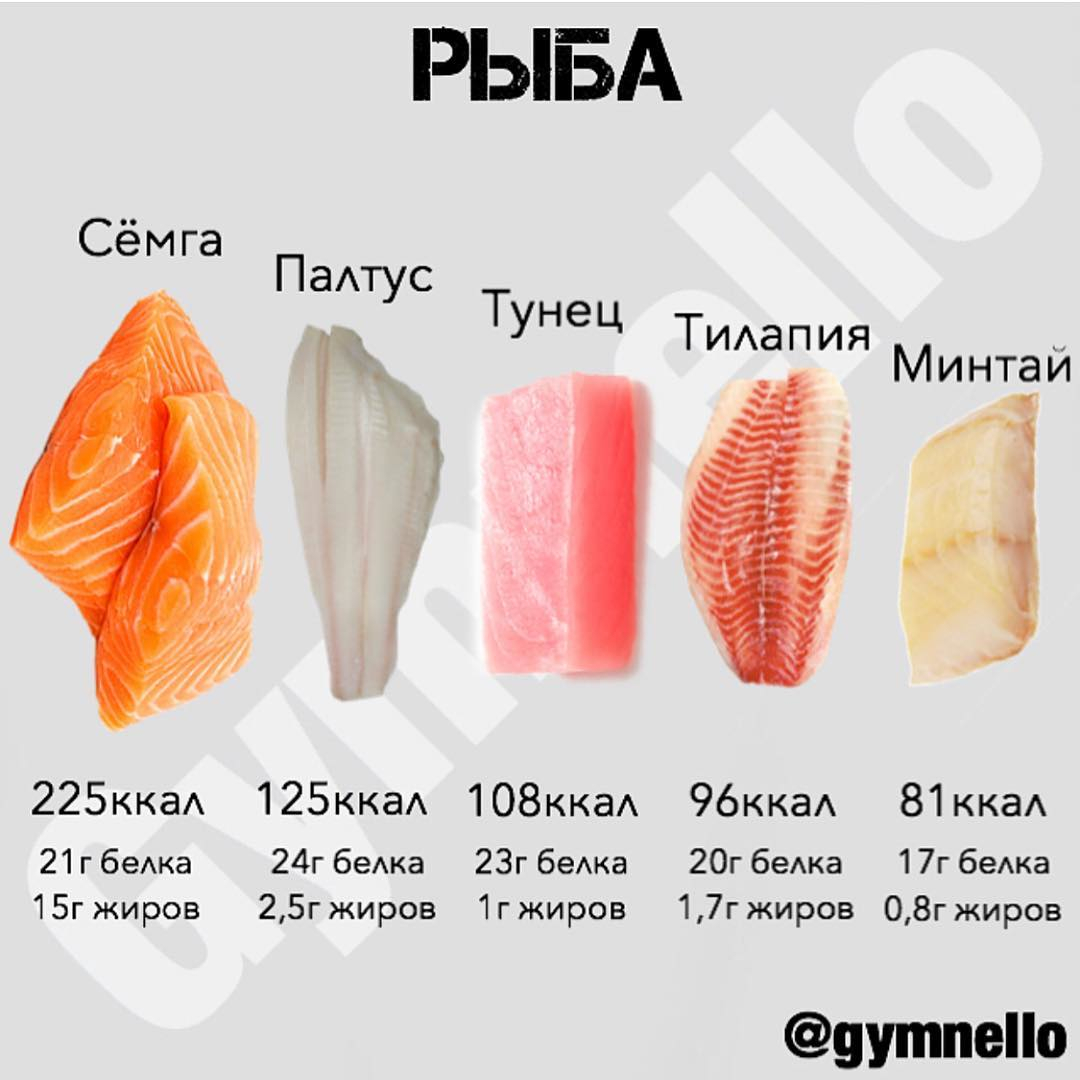 РЫБА
Сёмга
Палтус
Тунец
Тилапия
Минтай
225ккал 125ккал 108ккал 96ккал 81ккал
21г белка 24г белка 23г белка 20г белка 17г белка
15г жиров 2,5г жиров 1г жиров 1,7г жиров 0,8г жиров
Gymnello
@gymnello